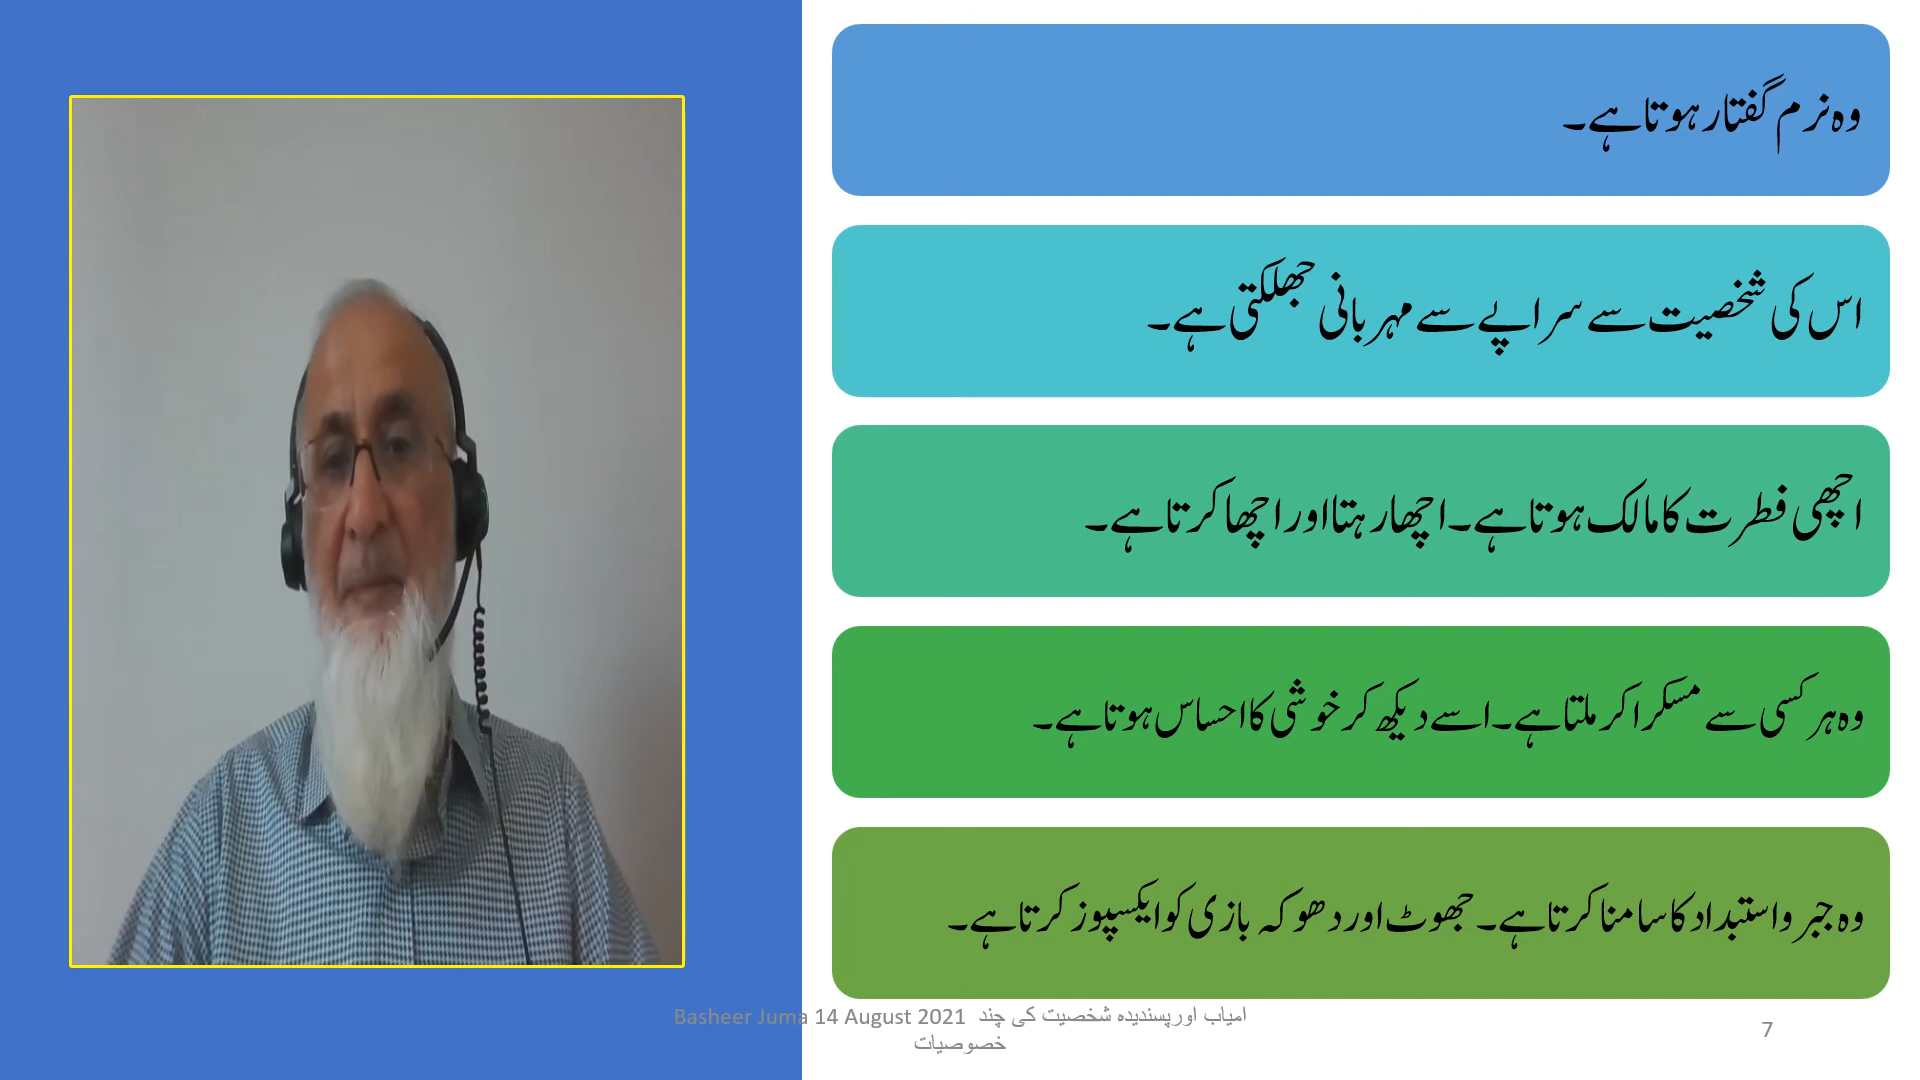 وہ نرم گفتار ہوتا ہے۔
اس کی شخصیت سے سراپے سے مہربانی جھلکتی ہے۔
اچھی فطرت کا مالک ہوتا ہے۔ اچھا رہتا اور اچھا کرتا ہے۔
وہ ہر کسی سے مسکرا کر ملتا ہے۔ اسے دیکھ کر خوشی کا احساس ہوتا ہے۔
وہ جبر واستبداد کا سامنا کرتا ہے۔ جھوٹ اور دھوکہ بازی کو ایکسپوز کرتا ہے۔
Basheer Juma 14 August 2021 امیاب اورپسندیدہ شخصیت کی چند
خصوصیات
7